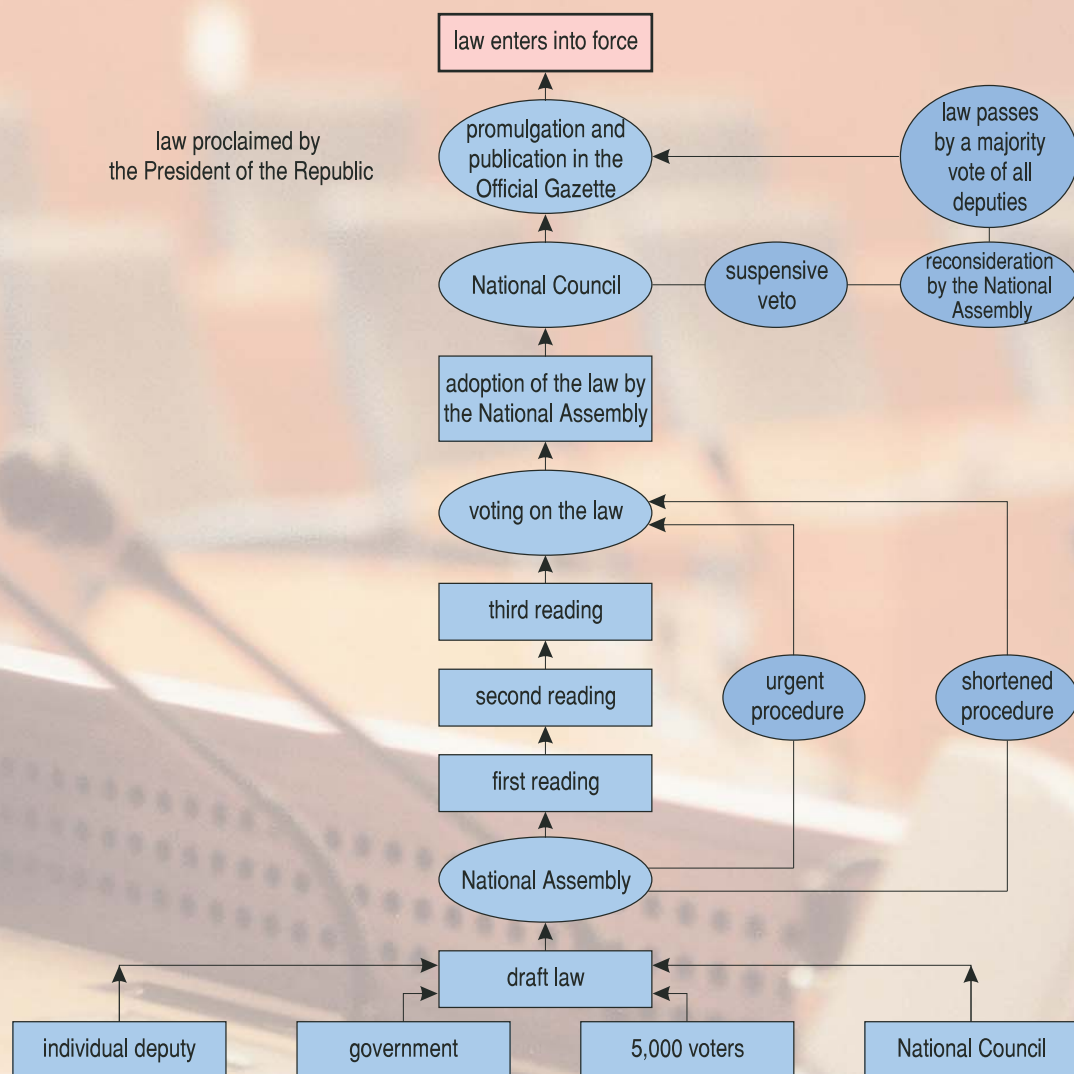 law enters into force
law proclaimed by
the President of the Republic
promulgation and
publication in the
Official Gazette
law passes
by a majority
vote of all
deputies
National Council
suspensive
veto
reconsideration
by the National
Assembly
adoption of the law by
the National Assembly
voting on the law
third reading
second reading
urgent
procedure
shortened
procedure
first reading
National Assembly
draft law
individual deputy
government
5,000 voters
National Council